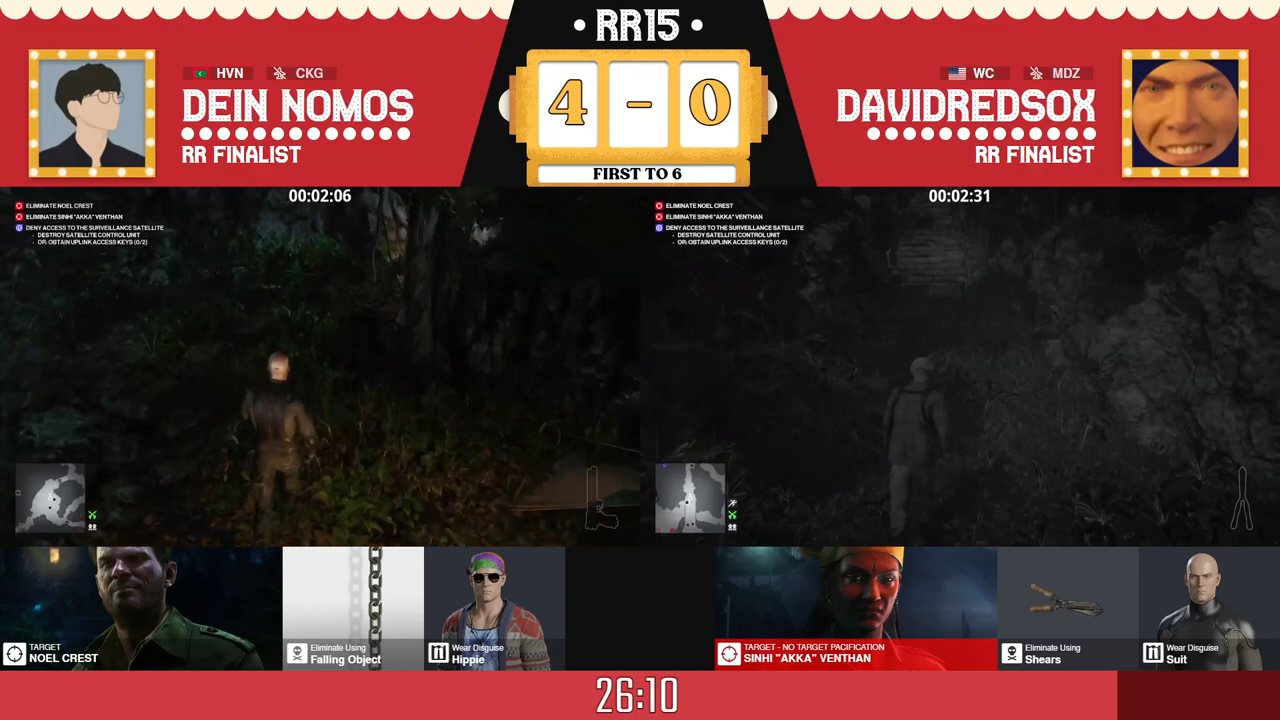 • RR15 •
HVN
CKG
DEIN NOMOS
RR FINALIST
4 - 0
FIRST TO 6
WC
MDZ
DAVIDREDSOX
RR FINALIST
00:02:06
ELIMINATE NOEL CREST
ELIMINATE SINHI "AKKA" VENTHAN
DENY ACCESS TO THE SURVEILLANCE SATELLITE
- DESTROY SATELLITE CONTROL UNIT
- OR: OBTAIN UPLINK ACCESS KEYS (0/2)
00:02:31
ELIMINATE NOEL CREST
ELIMINATE SINHI "AKKA" VENTHAN
DENY ACCESS TO THE SURVEILLANCE SATELLITE
- DESTROY SATELLITE CONTROL UNIT
- OR: OBTAIN UPLINK ACCESS KEYS (0/2)
TARGET
NOEL CREST
Eliminate Using
Falling Object
Wear Disguise
Hippie
TARGET - NO TARGET PACIFICATION
SINHI "AKKA" VENTHAN
Eliminate Using
Shears
Wear Disguise
Suit
26:10